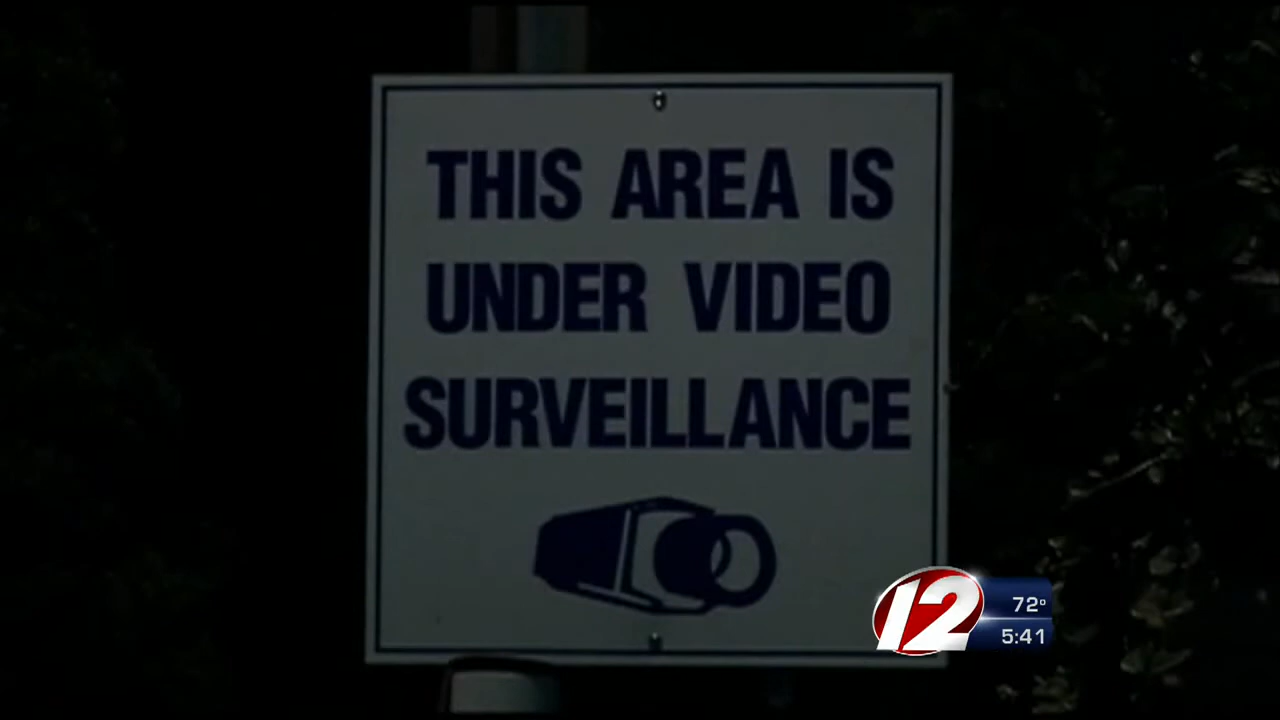 THIS AREA IS
UNDER VIDEO
SURVEILLANCE
12
72°
5:41